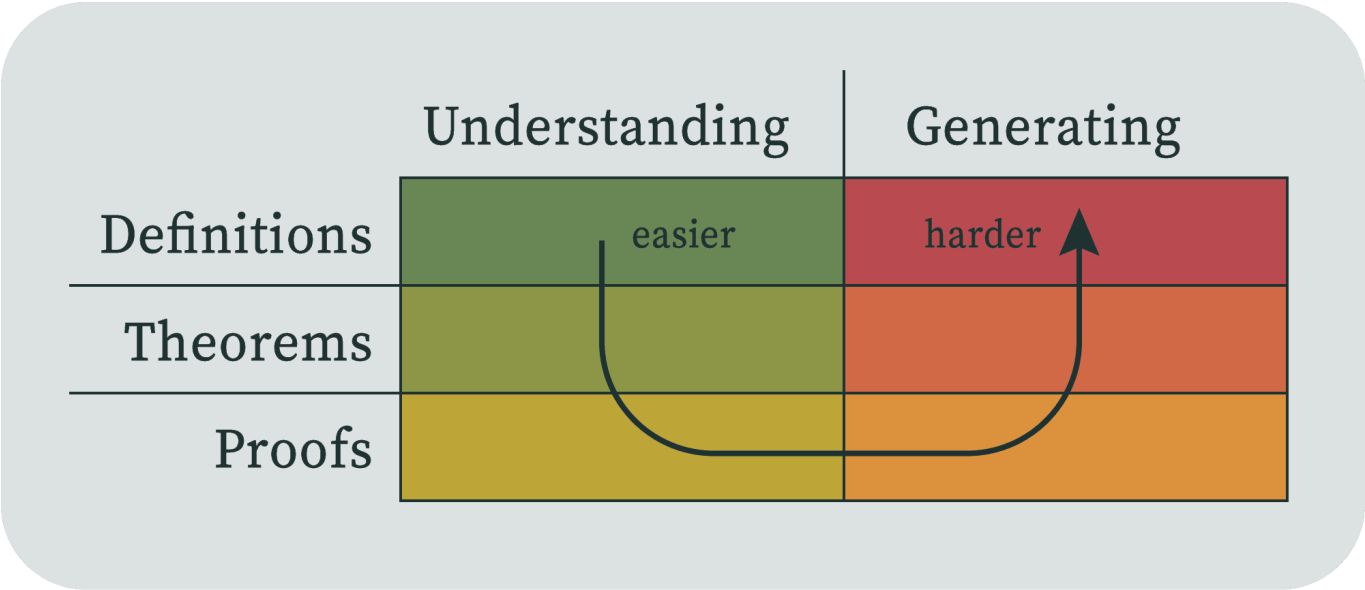 Understanding Generating
Definitions easier harder
Theorems
Proofs